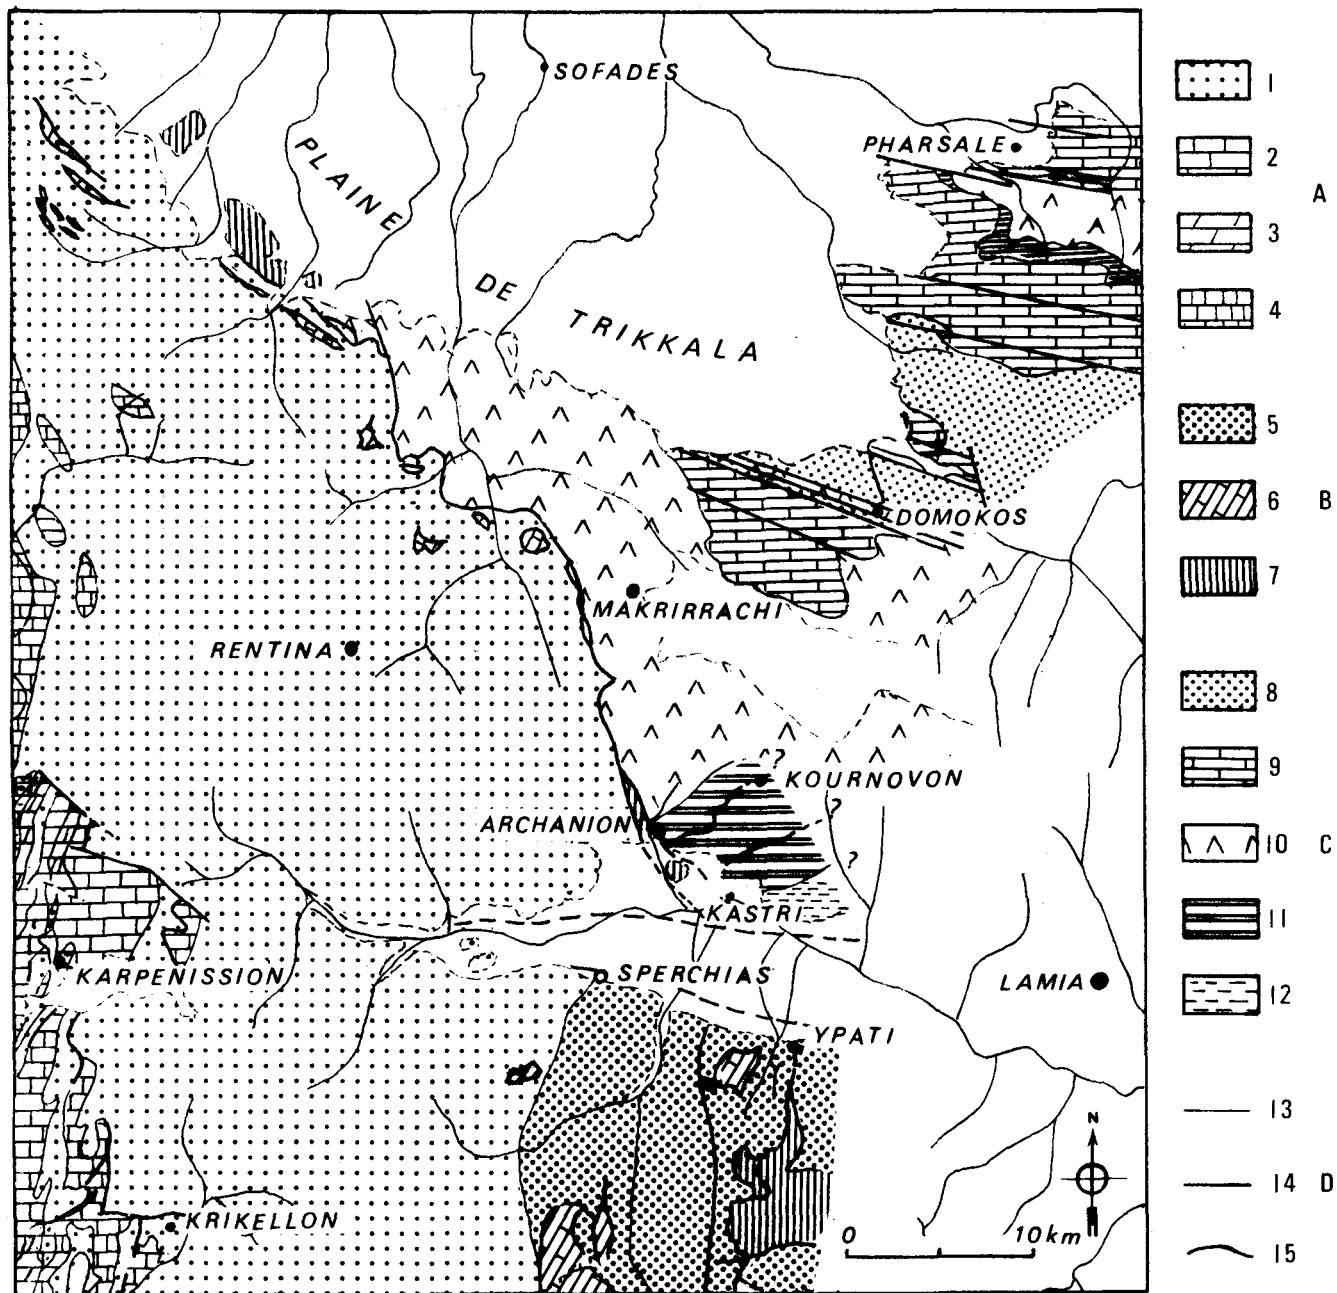 SOFADES
PHARSALE
PLAINE
DE
TRIKKALA
DOMOKOS
MAKRIRRACHI
RENTINA
?
KOURNOVON
ARCHANION
?
?
KASTRI
KARPENISSION
SPERCHIAS
LAMIA
YPATI
N
KRIKELLON
0 10km
1
2
A
3
4
5
6 B
7
8
9
10 C
11
12
13
14 D
15